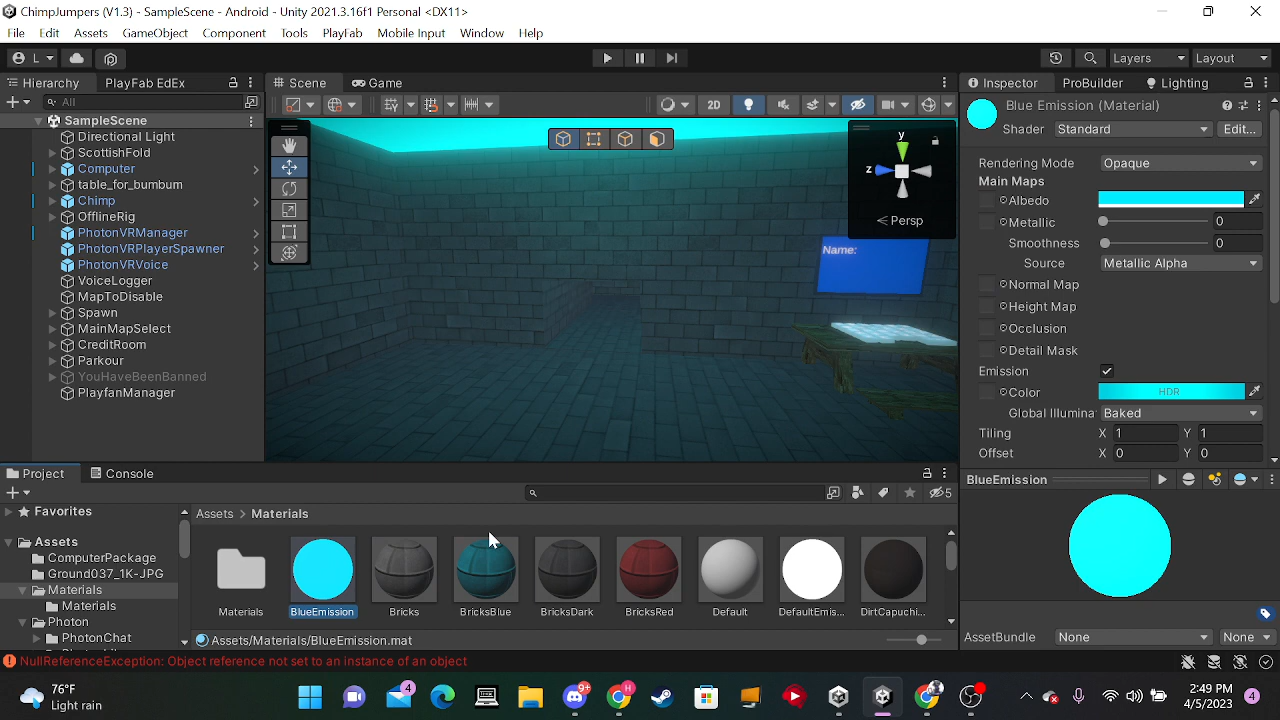 ChimpJumpers (V1.3) - SampleScene - Android - Unity 2021.3.16f1 Personal <DX11>
File Edit Assets GameObject Component Tools PlayFab Mobile Input Window Help
L Layers Layout
Hierarchy PlayFab EdEx Scene Game Inspector ProBuilder Lighting
All 2D
SampleScene
Directional Light
ScottishFold
Computer
table_for_bumbum
Chimp
OfflineRig
PhotonVRManager
PhotonVRPlayerSpawner
PhotonVRVoice
VoiceLogger
MapToDisable
Spawn
MainMapSelect
CreditRoom
Parkour
YouHaveBeenBanned
PlayfanManager
y
z
Persp
Name:
Blue Emission (Material)
Shader Standard Edit...
Rendering Mode Opaque
Main Maps
Albedo
Metallic 0
Smoothness 0
Source Metallic Alpha
Normal Map
Height Map
Occlusion
Detail Mask
Emission
Color HDR
Global Illumina Baked
Tiling X 1 Y 1
Offset X 0 Y 0
BlueEmission
AssetBundle None None
Project Console
5
Favorites
Assets
ComputerPackage
Ground037_1K-JPG
Materials
Materials
Photon
PhotonChat
Assets > Materials
Materials BlueEmission Bricks BricksBlue BricksDark BricksRed Default DefaultEmis... DirtCapuchi...
Assets/Materials/BlueEmission.mat
NullReferenceException: Object reference not set to an instance of an object
76°F
Light rain
4 9+ H
2:49 PM
4/5/2023
4